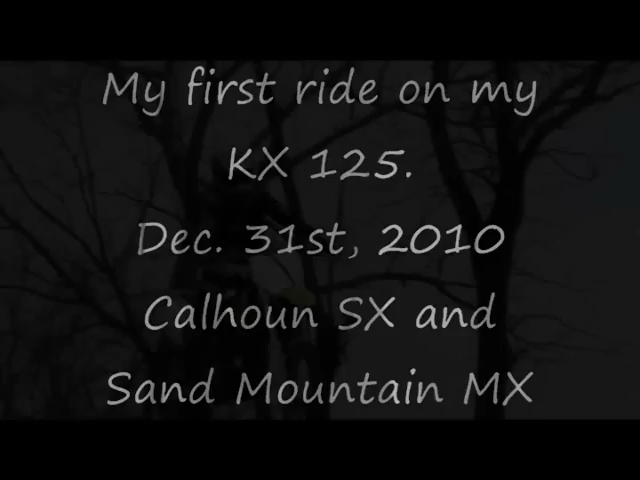 My first ride on my
KX 125.
Dec. 31st, 2010
Calhoun SX and
Sand Mountain MX